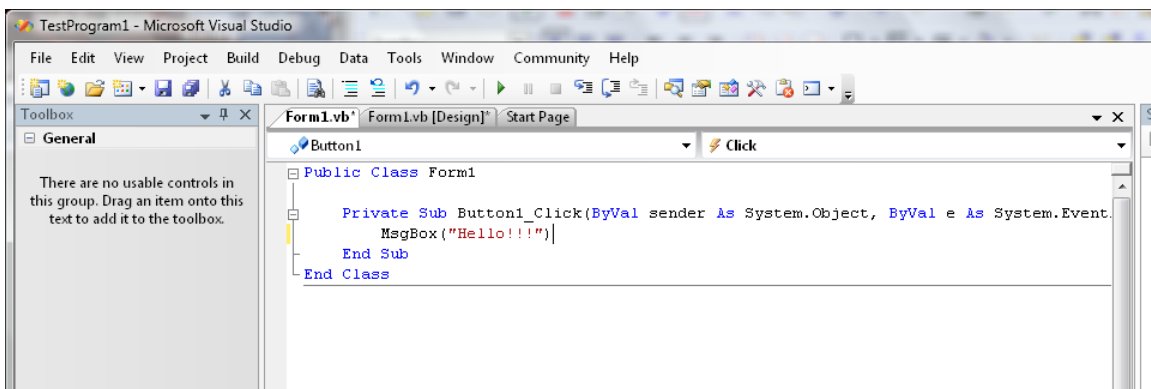 TestProgram1 - Microsoft Visual Studio
File Edit View Project Build Debug Data Tools Window Community Help
Toolbox
Form1.vb* Form1.vb [Design]* Start Page
General
Button1 Click
There are no usable controls in
this group. Drag an item onto this
text to add it to the toolbox.
Public Class Form1
Private Sub Button1_Click(ByVal sender As System.Object, ByVal e As System.Event
MsgBox("Hello!!!")
End Sub
End Class